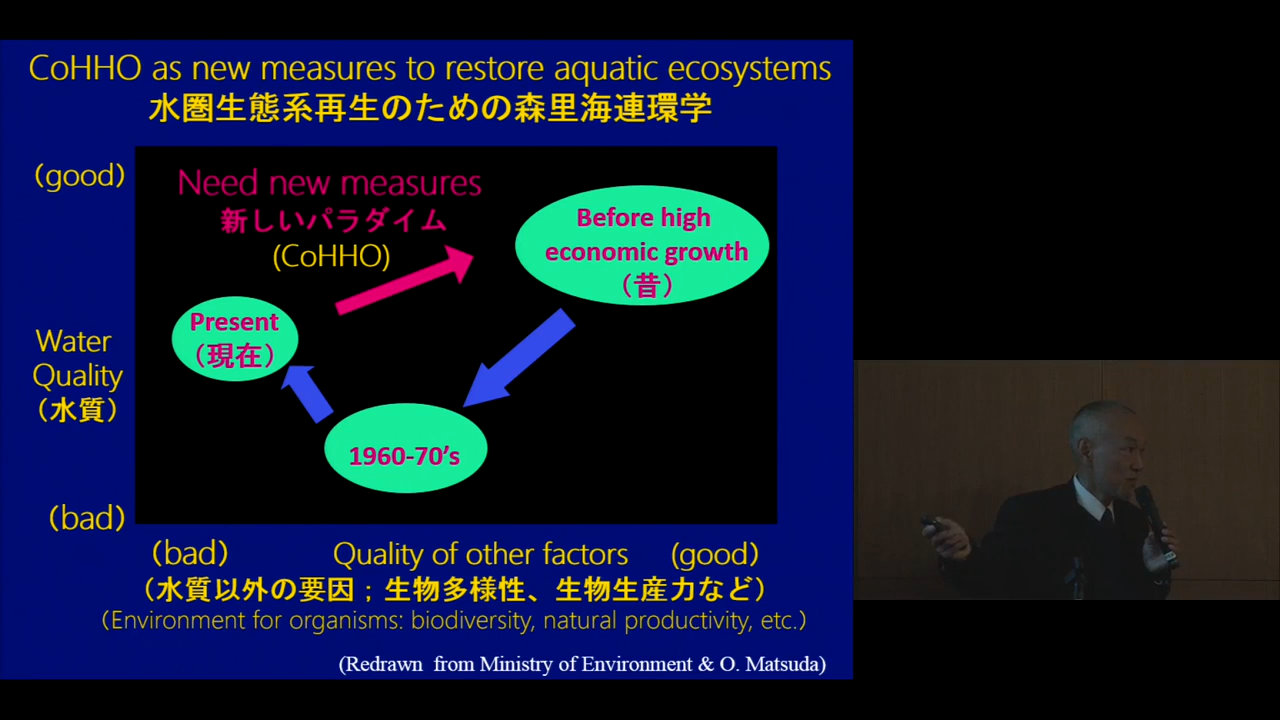 CoHHO as new measures to restore aquatic ecosystems
水圏生態系再生のための森里海連環学
(good)
Need new measures
新しいパラダイム
(CoHHO)
Before high
economic growth
（昔）
Present
（現在）
Water
Quality
（水質）
1960-70’s
(bad)
(bad)
Quality of other factors
(good)
（水質以外の要因；生物多様性、生物生産力など）
(Environment for organisms: biodiversity, natural productivity, etc.)
(Redrawn from Ministry of Environment & O. Matsuda)